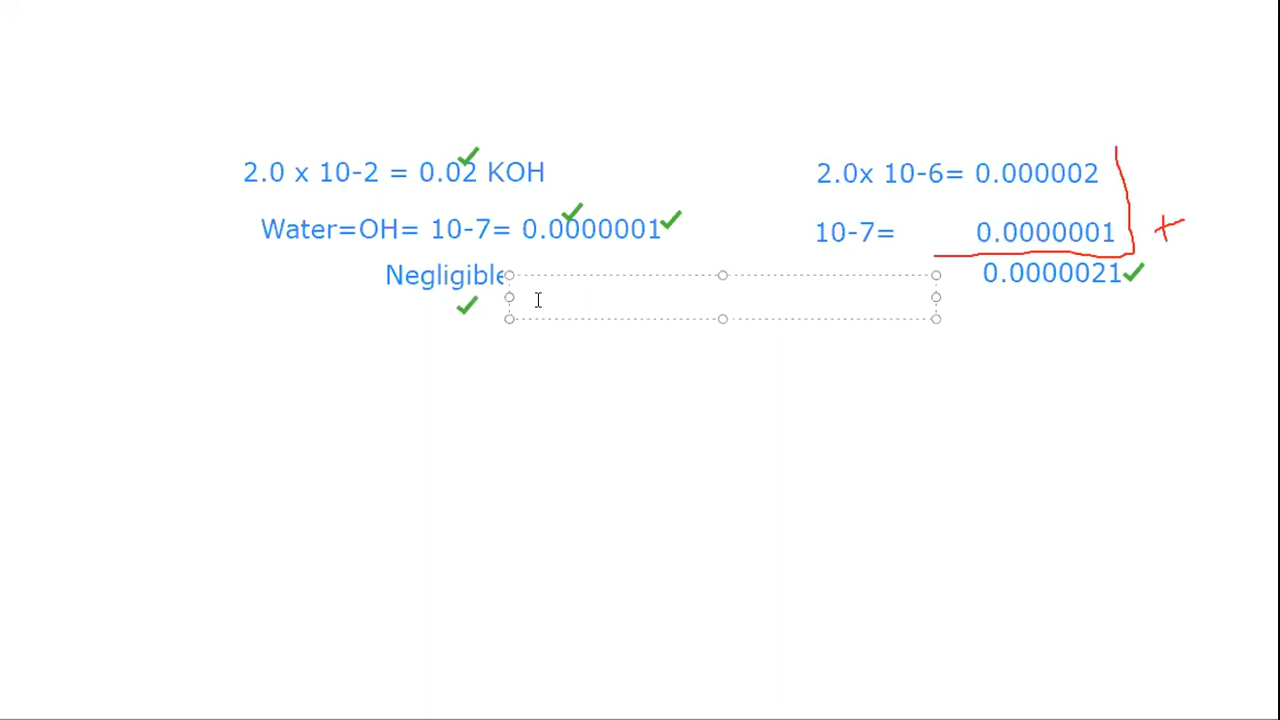 2.0 x 10-2 = 0.02 KOH
Water=OH= 10-7= 0.0000001
Negligible
2.0x 10-6= 0.000002
10-7= 0.0000001
+
0.0000021